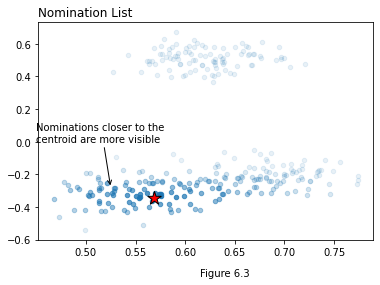 Nomination List
0.6
0.4
0.2
0.0
−0.2
−0.4
−0.6
Nominations closer to the
centroid are more visible
0.50 0.55 0.60 0.65 0.70 0.75
Figure 6.3